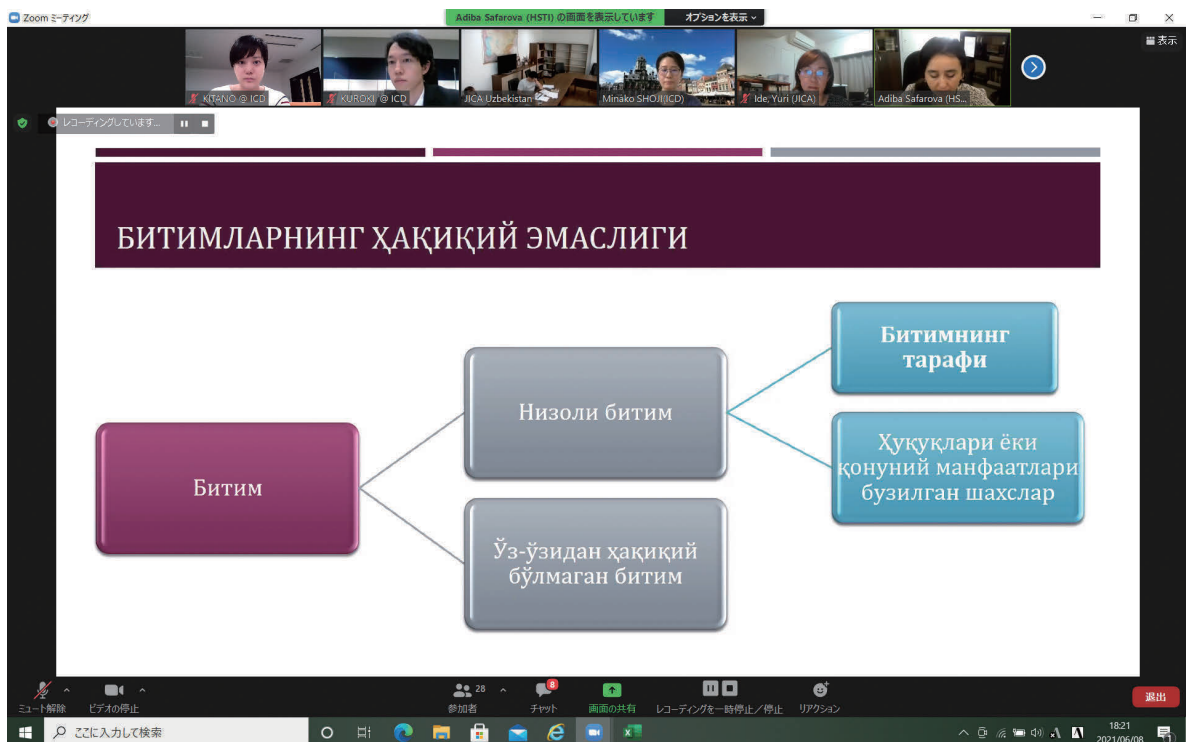 Zoom ミーティング
Adiba Safarova (HSTI) の画面を表示しています
オプションを表示
表示
KITANO @ ICD
KUROKI @ ICD
JICA Uzbekistan
Minako SHOJI(ICD)
Ide, Yuri (JICA)
Adiba Safarova (HS...
レコーディングしています...
БИТИМЛАРНИНГ ҲАҚИҚИЙ ЭМАСЛИГИ
Битим
Низоли битим
Ўз-ўзидан ҳақиқий
бўлмаган битим
Битимнинг
тарафи
Ҳуқуқлари ёки
қонуний манфаатлари
бузилган шахслар
ミュート解除
ビデオの停止
28
参加者
8
チャット
画面の共有
レコーディングを一時停止/停止
リアクション
退出
ここに入力して検索
A
18:21
2021/06/08
1